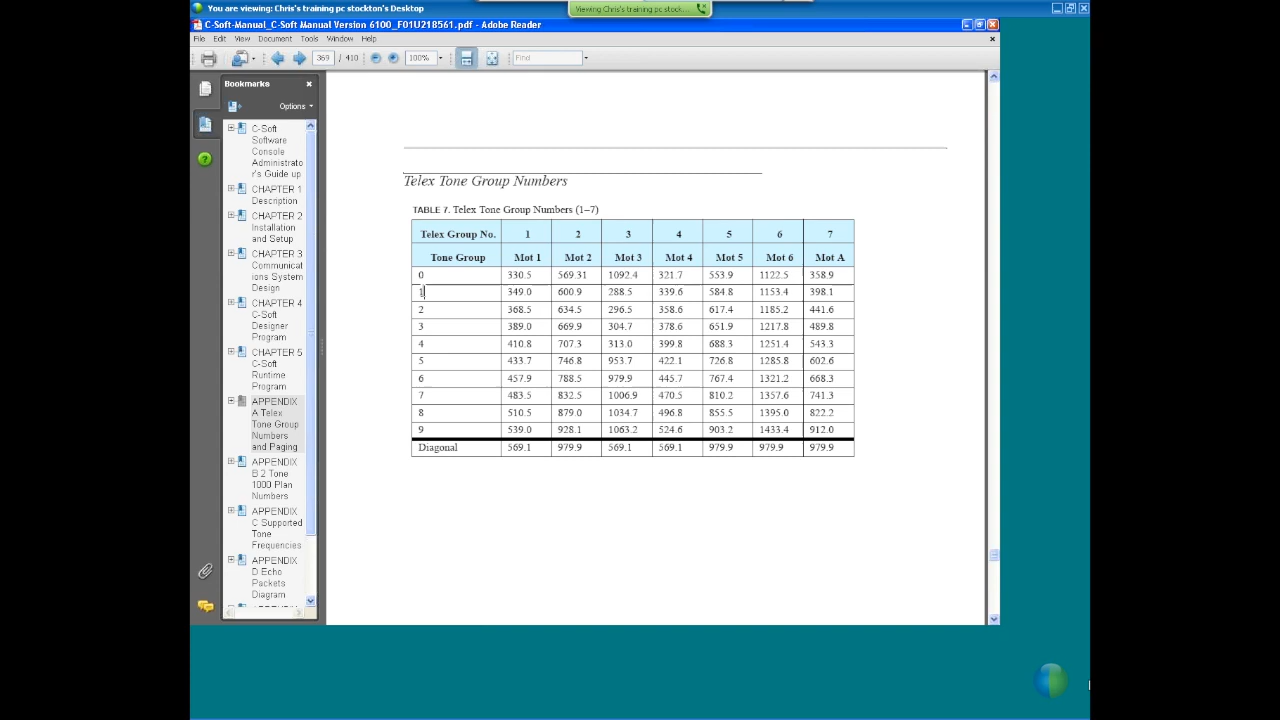 You are viewing: Chris's training pc stockton's Desktop
Viewing Chris's training pc stock...
C-Soft-Manual_C-Soft Manual Version 6100_F01U218561.pdf - Adobe Reader
File Edit View Document Tools Window Help
369 / 410 100% Find
Bookmarks
Options
C-Soft
Software
Console
Administrato
r's Guide up
CHAPTER 1
Description
CHAPTER 2
Installation
and Setup
CHAPTER 3
Communicat
ions System
Design
CHAPTER 4
C-Soft
Designer
Program
CHAPTER 5
C-Soft
Runtime
Program
APPENDIX
A Telex
Tone Group
Numbers
and Paging
APPENDIX
B 2 Tone
1000 Plan
Numbers
APPENDIX
C Supported
Tone
Frequencies
APPENDIX
D Echo
Packets
Diagram
Telex Tone Group Numbers
TABLE 7. Telex Tone Group Numbers (1–7)
Telex Group No. 1 2 3 4 5 6 7
Tone Group Mot 1 Mot 2 Mot 3 Mot 4 Mot 5 Mot 6 Mot A
0 330.5 569.31 1092.4 321.7 553.9 1122.5 358.9
1 349.0 600.9 288.5 339.6 584.8 1153.4 398.1
2 368.5 634.5 296.5 358.6 617.4 1185.2 441.6
3 389.0 669.9 304.7 378.6 651.9 1217.8 489.8
4 410.8 707.3 313.0 399.8 688.3 1251.4 543.3
5 433.7 746.8 953.7 422.1 726.8 1285.8 602.6
6 457.9 788.5 979.9 445.7 767.4 1321.2 668.3
7 483.5 832.5 1006.9 470.5 810.2 1357.6 741.3
8 510.5 879.0 1034.7 496.8 855.5 1395.0 822.2
9 539.0 928.1 1063.2 524.6 903.2 1433.4 912.0
Diagonal 569.1 979.9 569.1 569.1 979.9 979.9 979.9